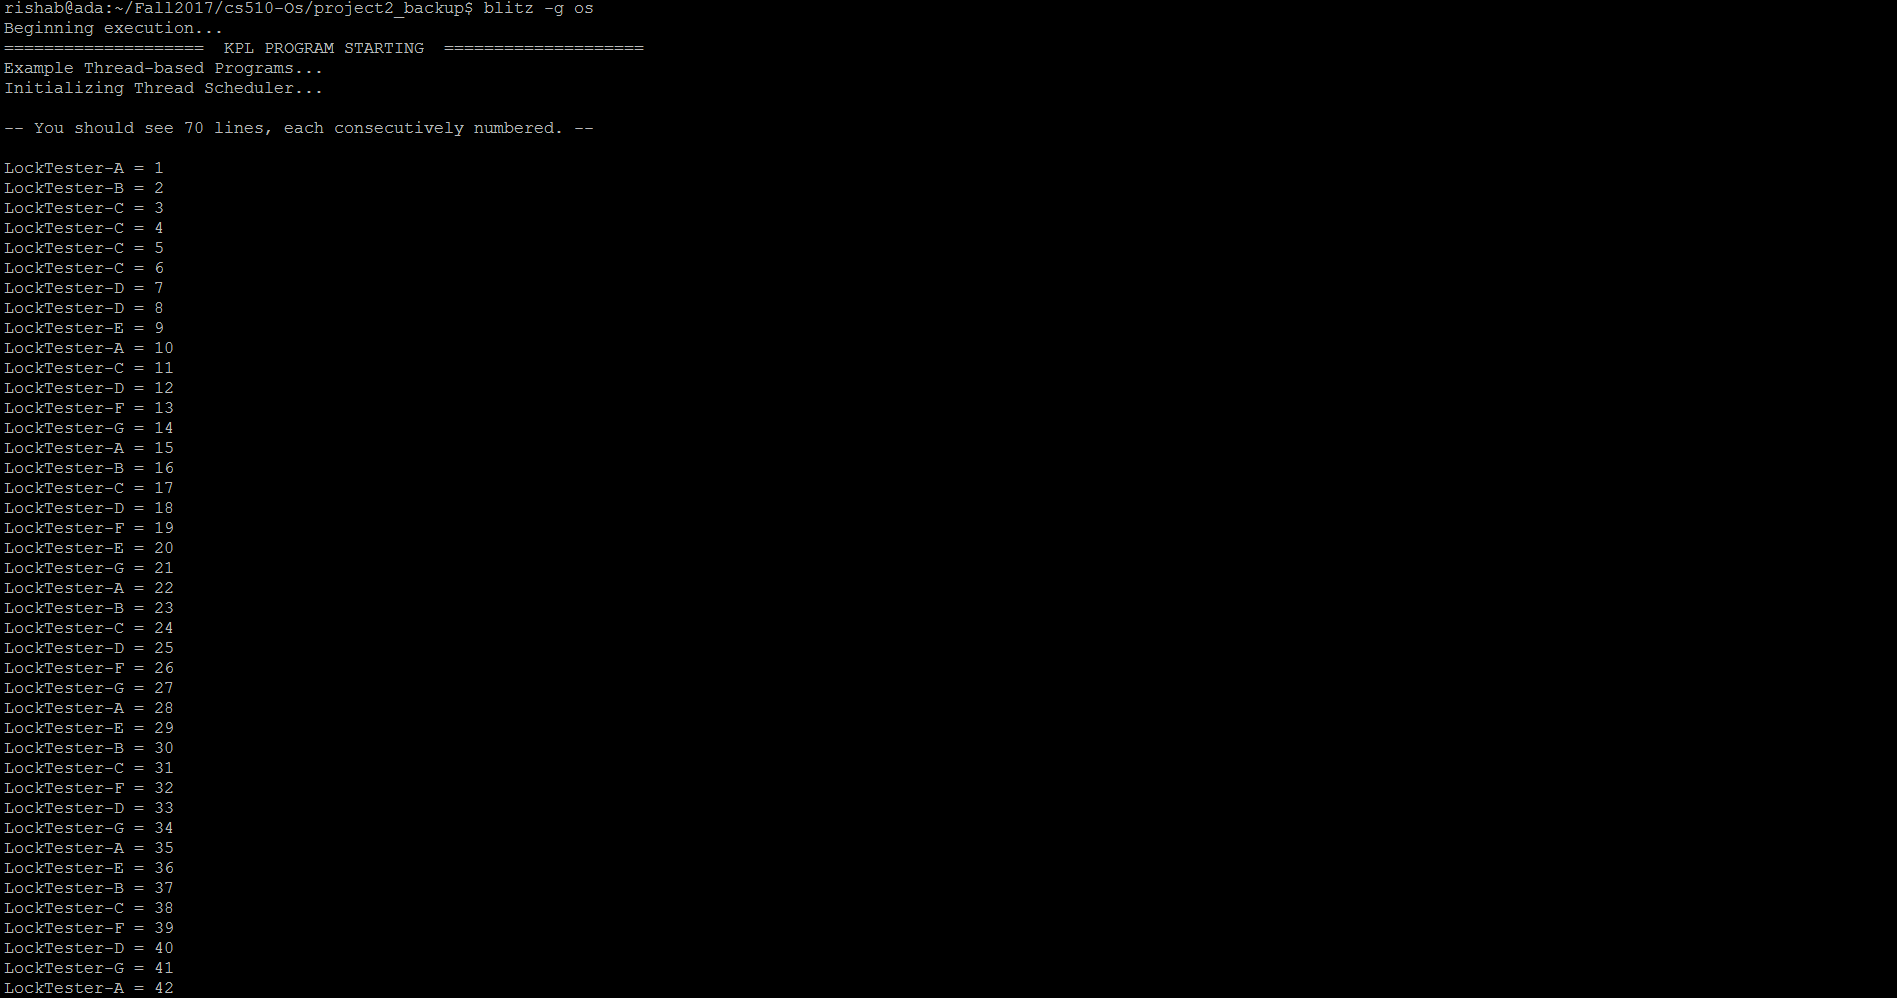 rishab@ada:~/Fall2017/cs510-Os/project2_backup$ blitz -g os
Beginning execution...
====================  KPL PROGRAM STARTING  ====================
Example Thread-based Programs...
Initializing Thread Scheduler...
-- You should see 70 lines, each consecutively numbered. --
LockTester-A = 1
LockTester-B = 2
LockTester-C = 3
LockTester-C = 4
LockTester-C = 5
LockTester-C = 6
LockTester-D = 7
LockTester-D = 8
LockTester-E = 9
LockTester-A = 10
LockTester-C = 11
LockTester-D = 12
LockTester-F = 13
LockTester-G = 14
LockTester-A = 15
LockTester-B = 16
LockTester-C = 17
LockTester-D = 18
LockTester-F = 19
LockTester-E = 20
LockTester-G = 21
LockTester-A = 22
LockTester-B = 23
LockTester-C = 24
LockTester-D = 25
LockTester-F = 26
LockTester-G = 27
LockTester-A = 28
LockTester-E = 29
LockTester-B = 30
LockTester-C = 31
LockTester-F = 32
LockTester-D = 33
LockTester-G = 34
LockTester-A = 35
LockTester-E = 36
LockTester-B = 37
LockTester-C = 38
LockTester-F = 39
LockTester-D = 40
LockTester-G = 41
LockTester-A = 42